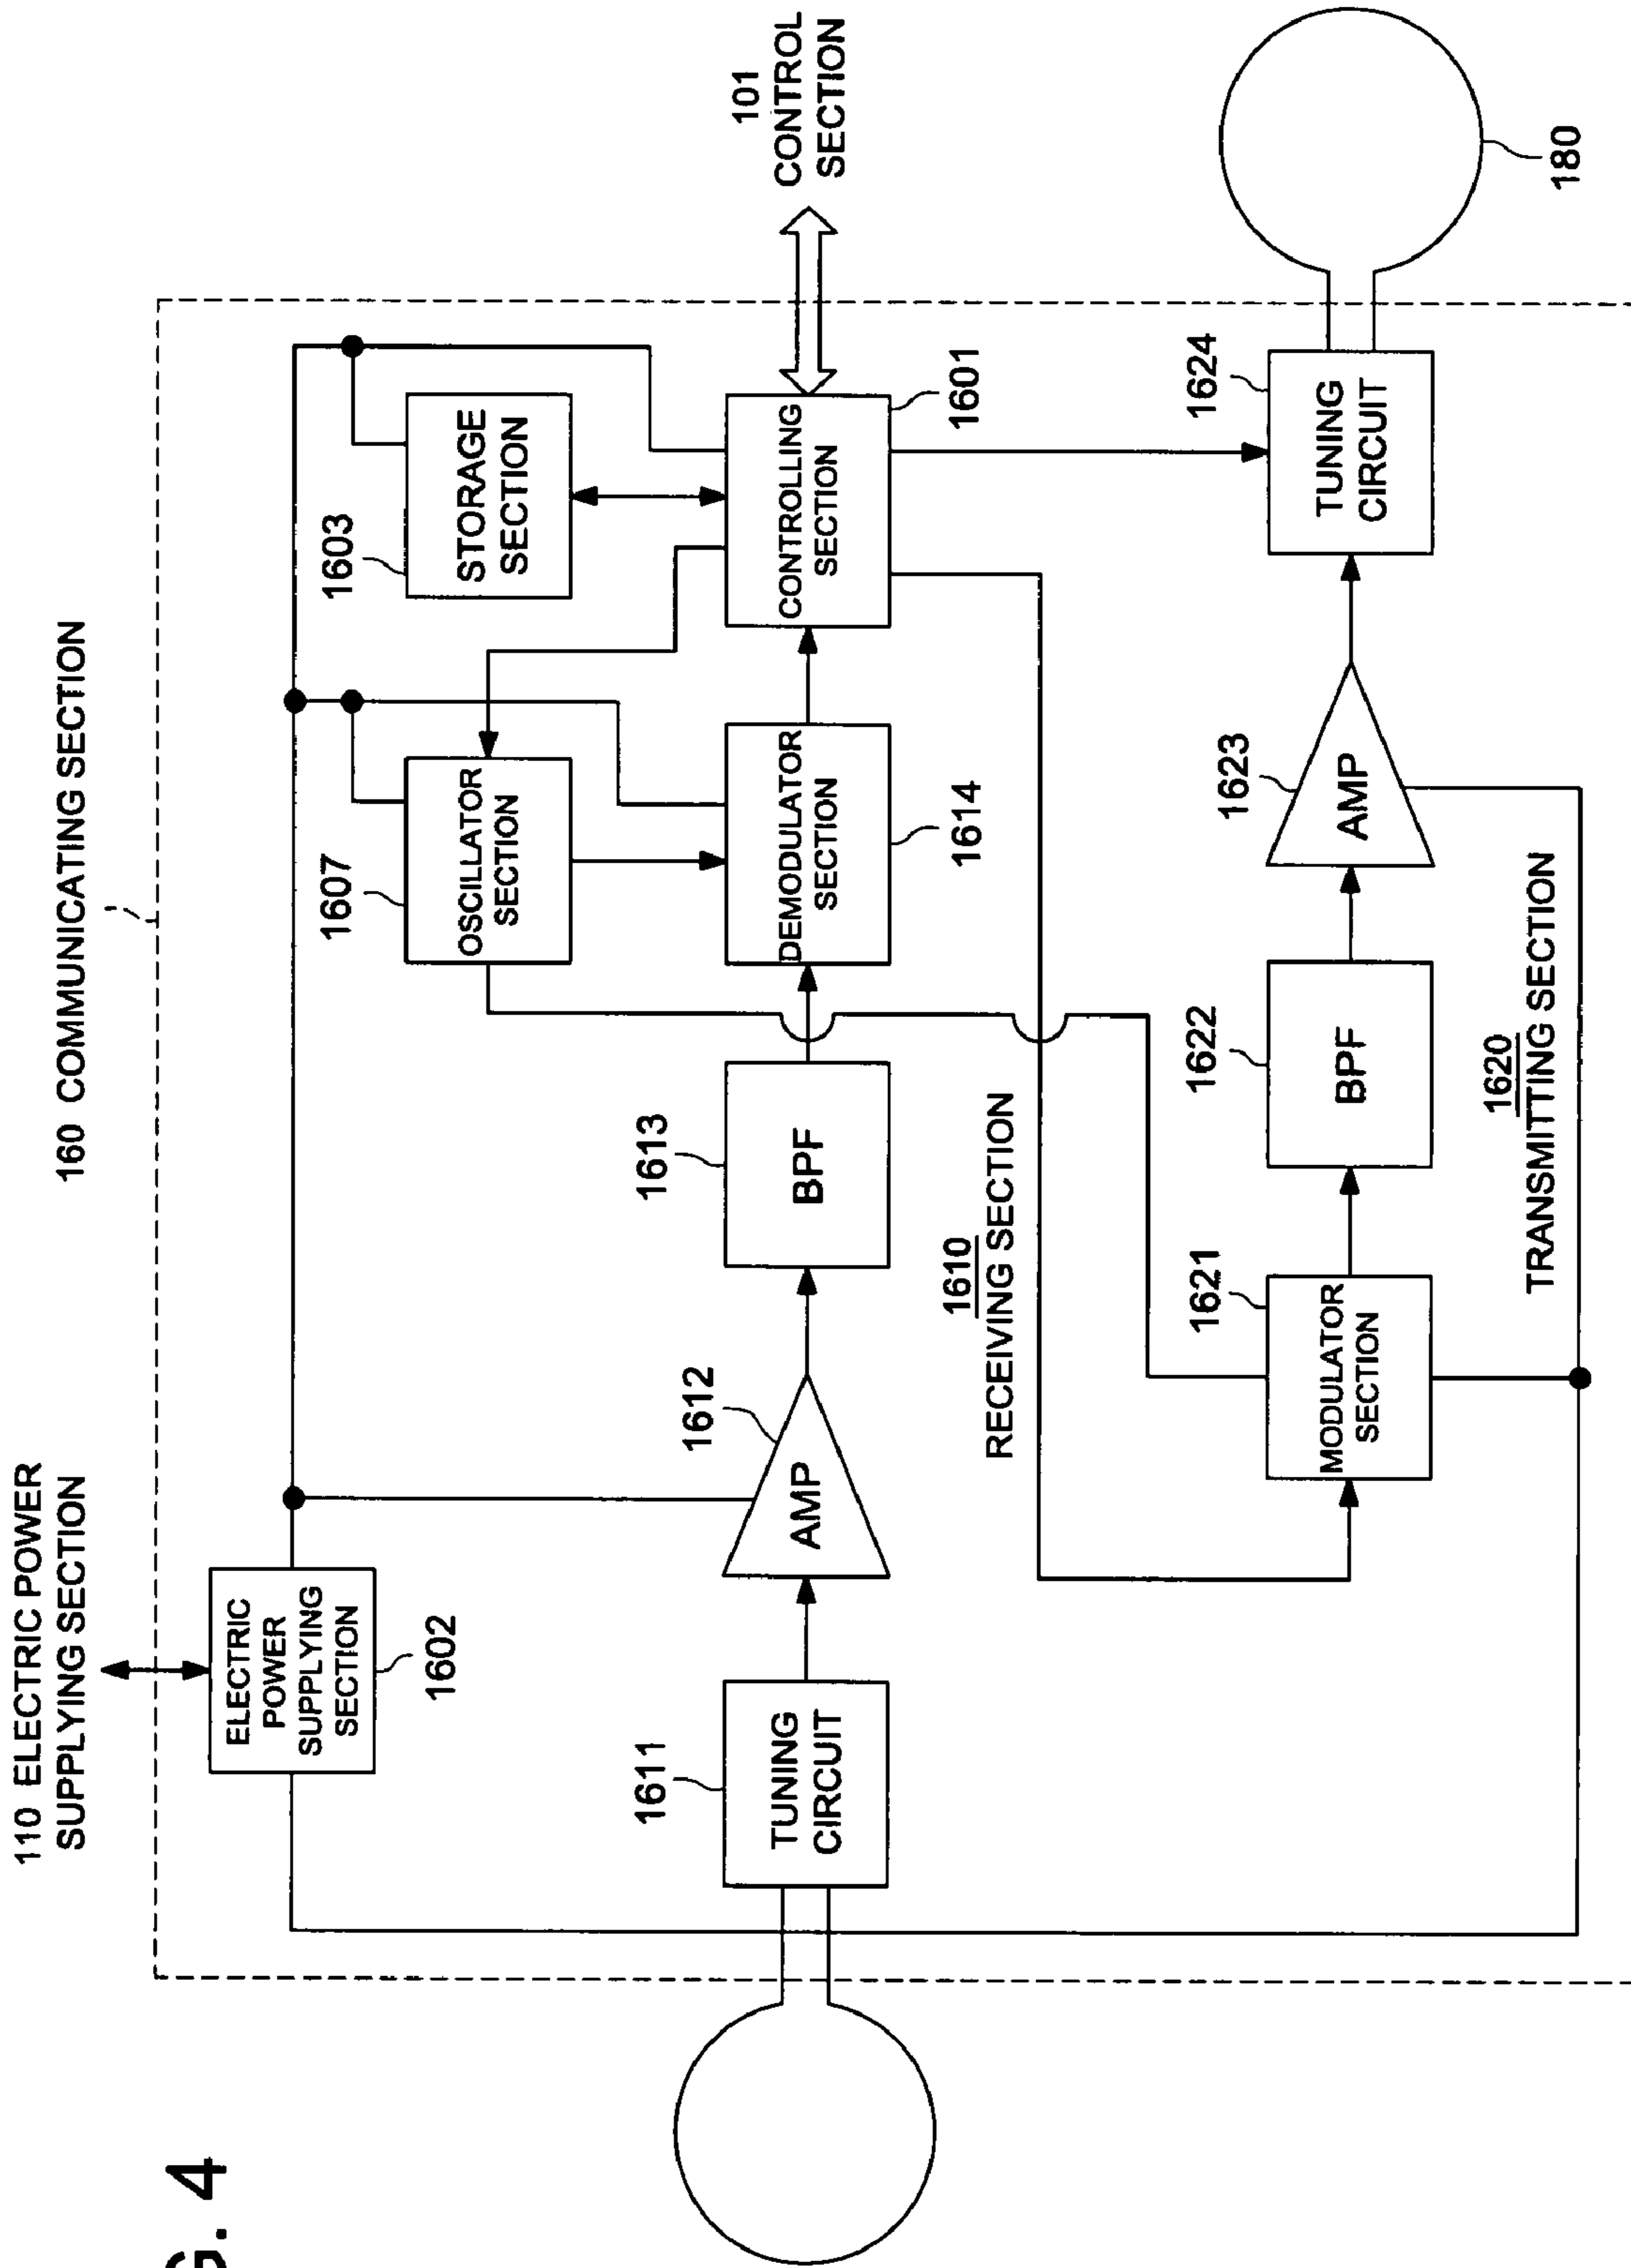 G. 4
110 ELECTRIC POWER
SUPPLYING SECTION
160 COMMUNICATING SECTION
ELECTRIC
POWER
SUPPLYING
SECTION
1602
1607
OSCILLATOR
SECTION
1603
STORAGE
SECTION
1611
TUNING
CIRCUIT
1612
AMP
1613
BPF
DEMODULATOR
SECTION
1614
CONTROLLING
SECTION
1601
101
CONTROL
SECTION
1610
RECEIVING SECTION
1621
MODULATOR
SECTION
1622
BPF
1623
AMP
1624
TUNING
CIRCUIT
180
1620
TRANSMITTING SECTION